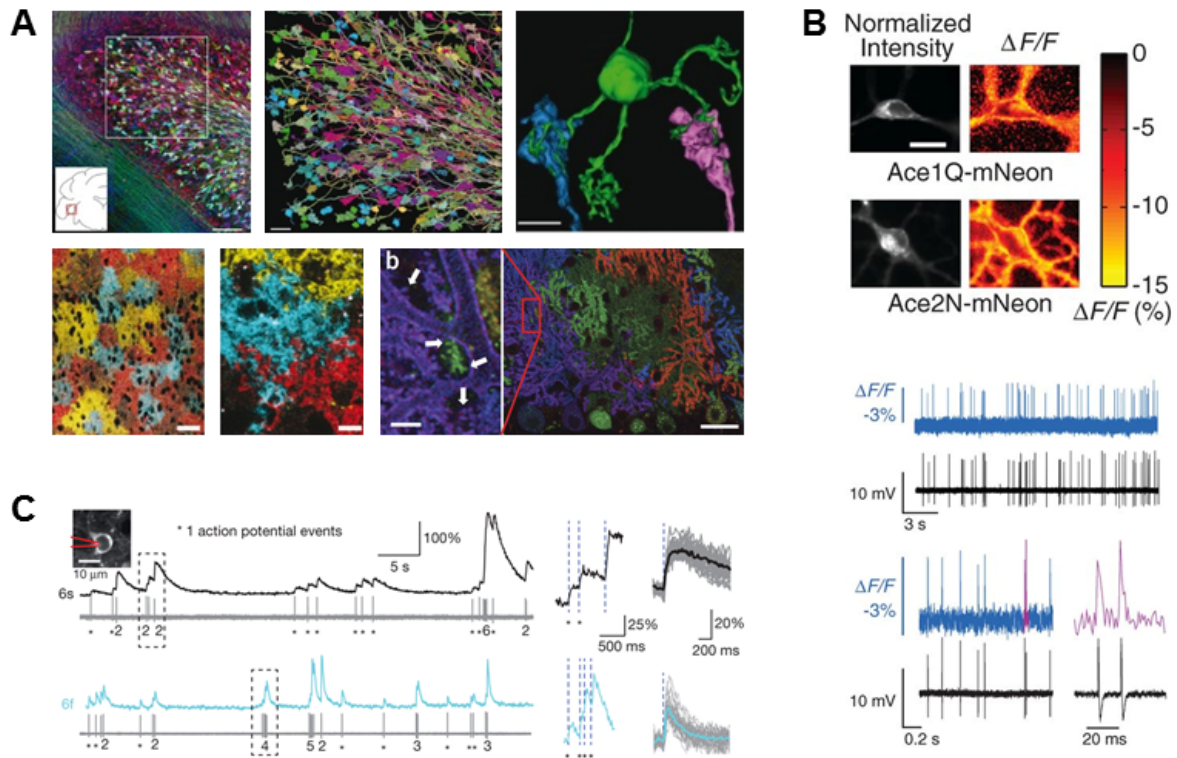 A
b
B
Normalized
Intensity
ΔF/F
Ace1Q-mNeon
Ace2N-mNeon
0
-5
-10
-15
ΔF/F (%)
ΔF/F
-3%
10 mV
3 s
ΔF/F
-3%
10 mV
0.2 s
20 ms
C
* 1 action potential events
100%
5 s
10 µm
6s
* *2 2 2 * * * * * * * * 6 * 2
25%
500 ms
* *
20%
200 ms
6f
* * 2 * 2 4 5 2 * * 3 * * * 3
* * * *